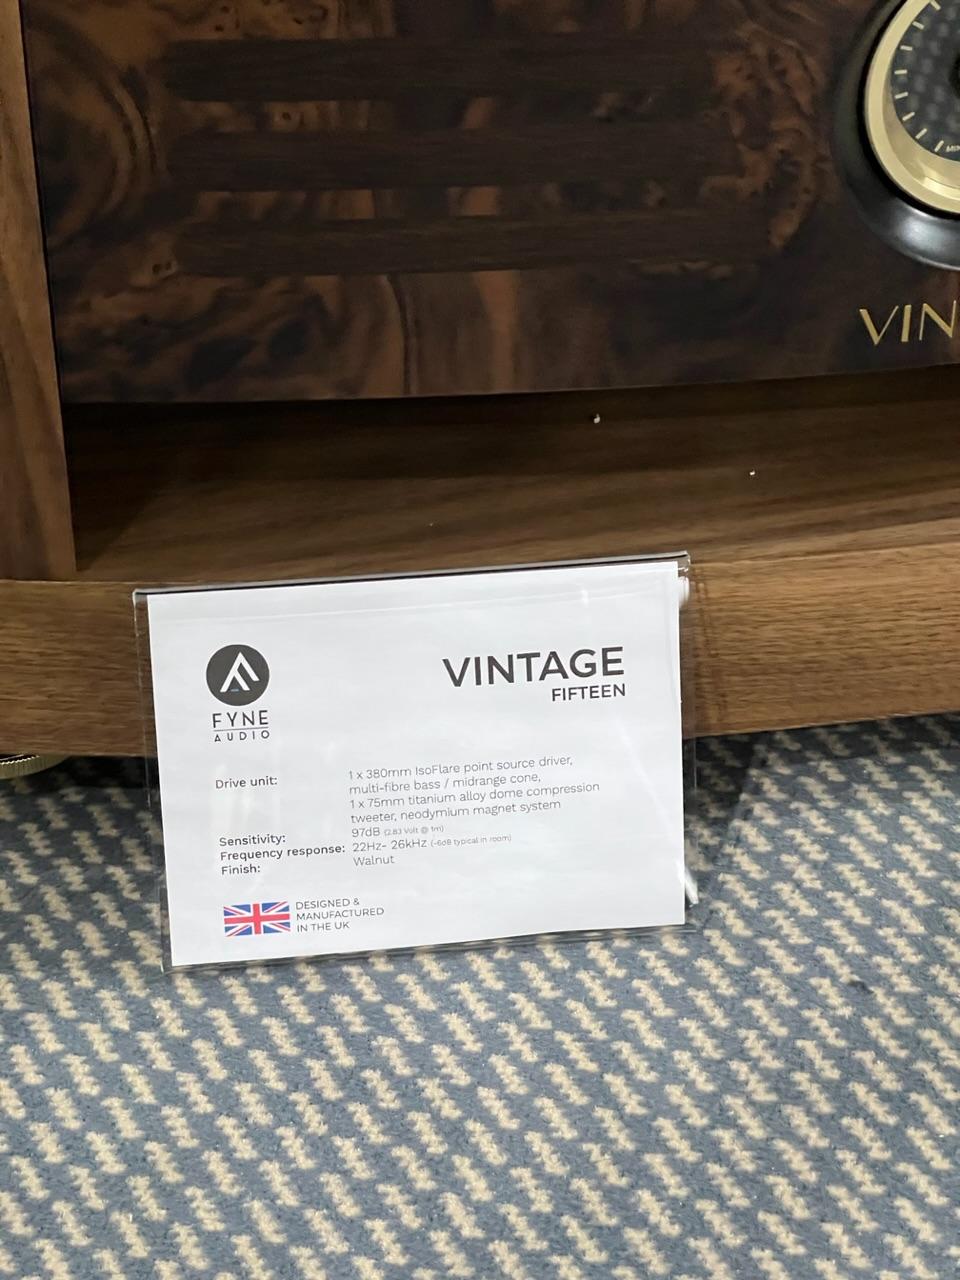 VIN
FYNE
AUDIO
VINTAGE
FIFTEEN
Drive unit: 1 x 380mm IsoFlare point source driver,
multi-fibre bass / midrange cone,
1 x 75mm titanium alloy dome compression
tweeter, neodymium magnet system
Sensitivity: 97dB (2.83 Volt @ 1m)
Frequency response: 22Hz- 26kHz (-6dB typical in room)
Finish: Walnut
DESIGNED &
MANUFACTURED
IN THE UK